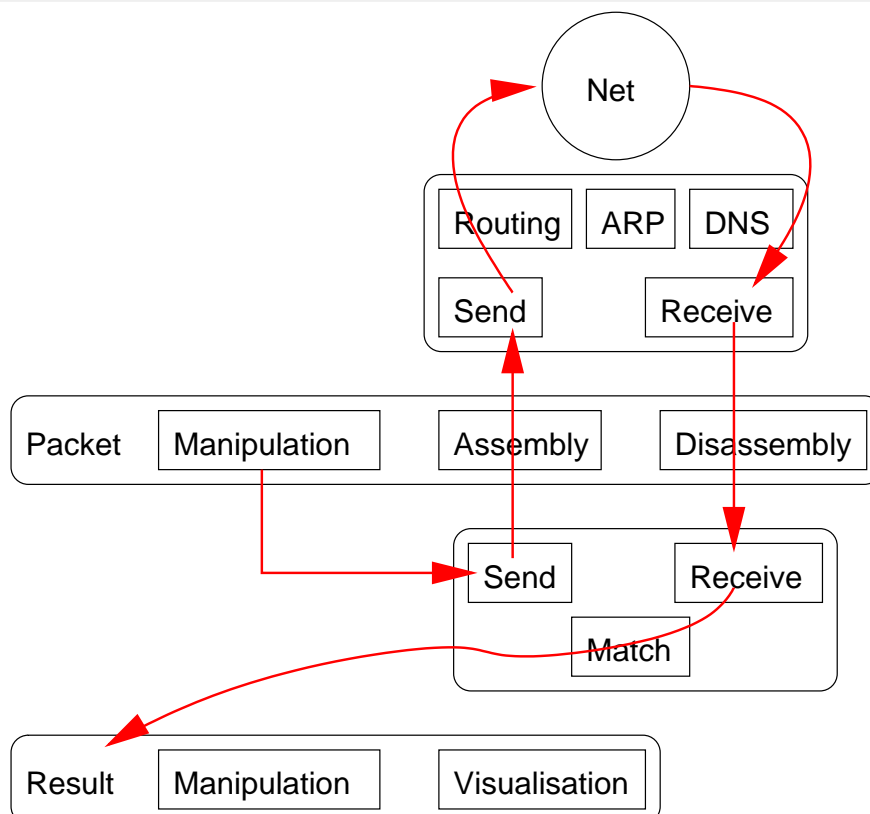 Net
Routing ARP DNS
Send Receive
Packet Manipulation Assembly Disassembly
Send Receive
Match
Result Manipulation Visualisation